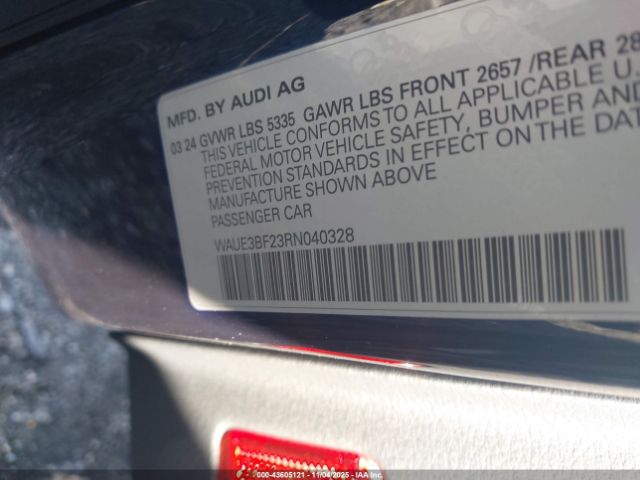 MFD. BY AUDI AG
03 24 GVWR LBS 5335 GAWR LBS FRONT 2657 /REAR 28
THIS VEHICLE CONFORMS TO ALL APPLICABLE U.
FEDERAL MOTOR VEHICLE SAFETY, BUMPER AND
PREVENTION STANDARDS IN EFFECT ON THE DAT
MANUFACTURE SHOWN ABOVE
PASSENGER CAR
WAUE3BF23RN040328
000-43605121 - 11/04/2025 - IAAI.com